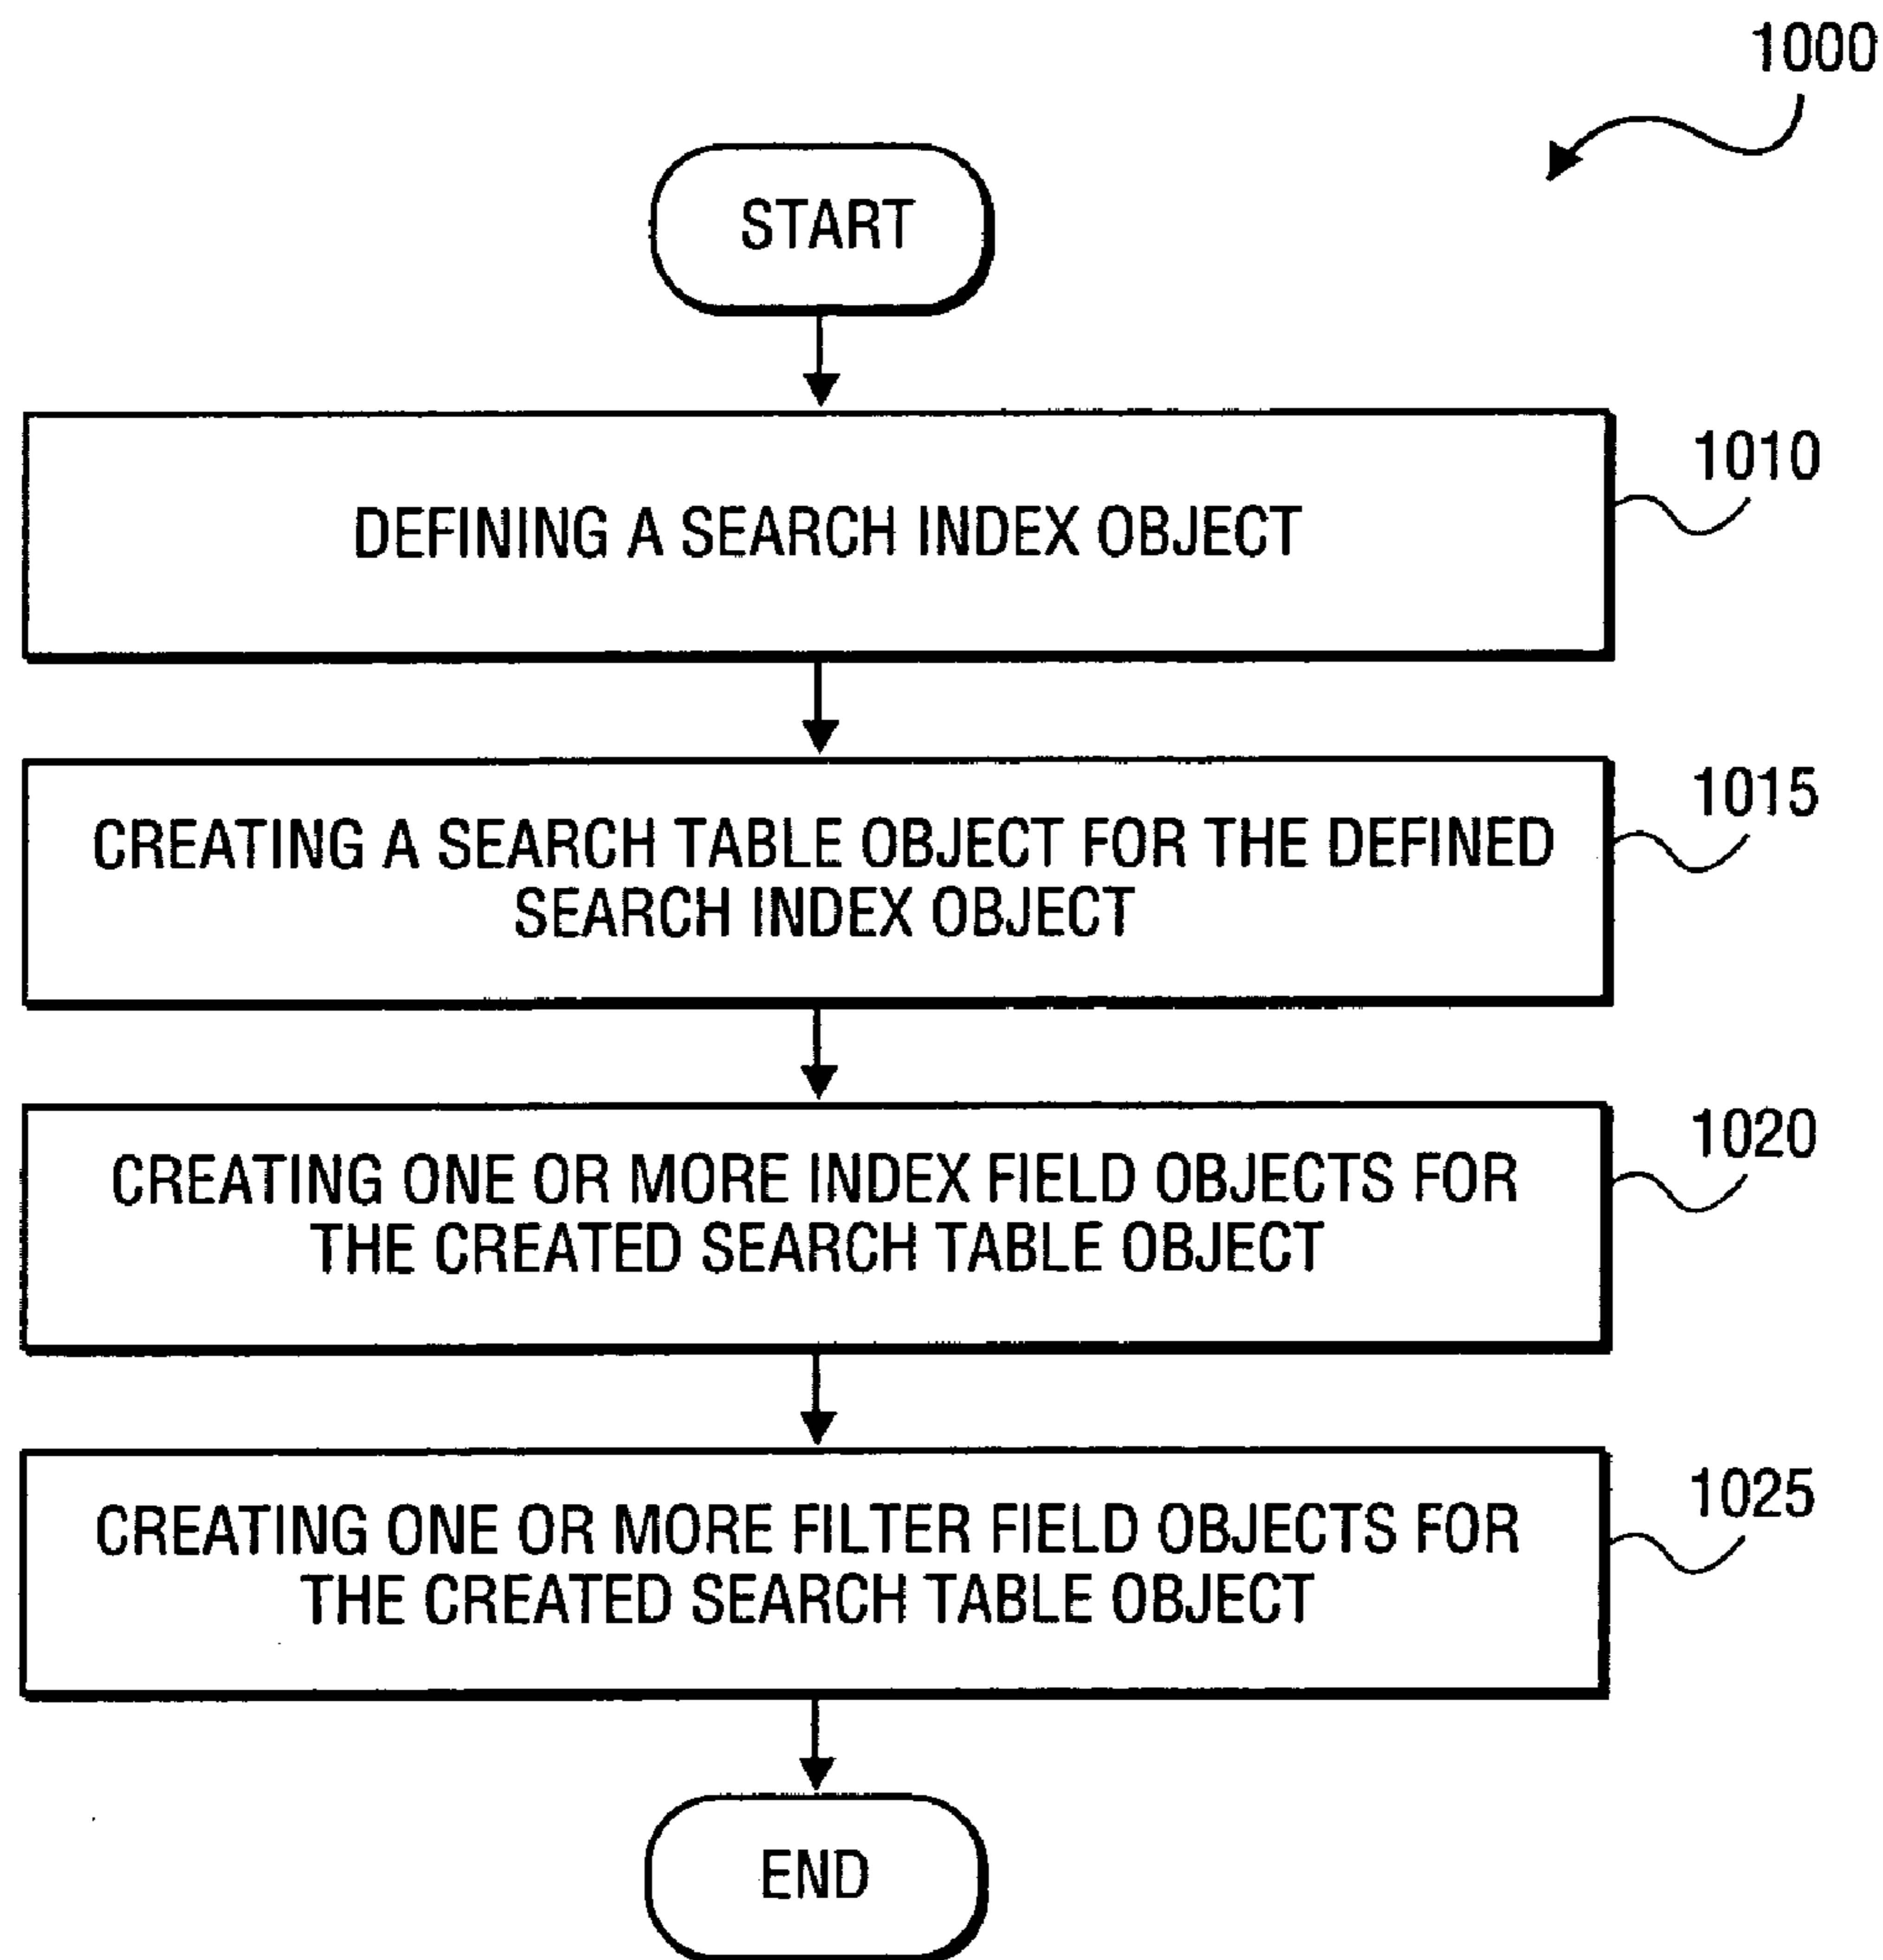 1000
START
DEFINING A SEARCH INDEX OBJECT
1010
CREATING A SEARCH TABLE OBJECT FOR THE DEFINED
SEARCH INDEX OBJECT
1015
CREATING ONE OR MORE INDEX FIELD OBJECTS FOR
THE CREATED SEARCH TABLE OBJECT
1020
CREATING ONE OR MORE FILTER FIELD OBJECTS FOR
THE CREATED SEARCH TABLE OBJECT
1025
END